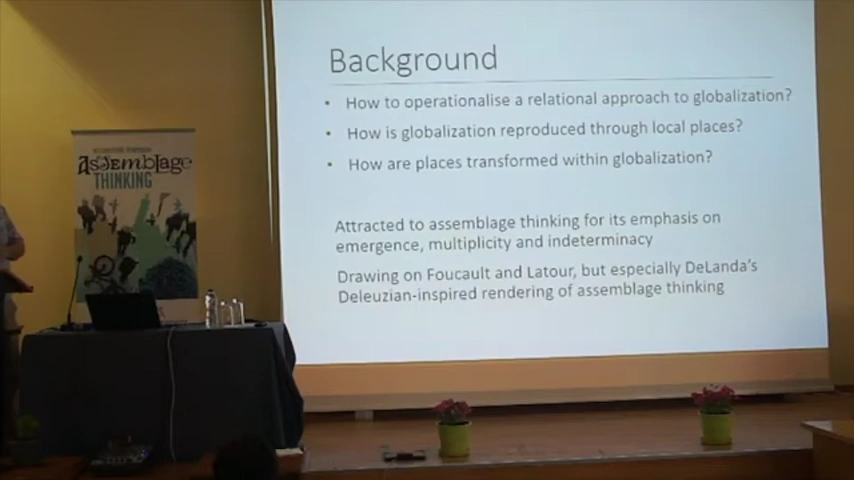 Background
• How to operationalise a relational approach to globalization?
• How is globalization reproduced through local places?
• How are places transformed within globalization?
Attracted to assemblage thinking for its emphasis on
emergence, multiplicity and indeterminacy
Drawing on Foucault and Latour, but especially DeLanda's
Deleuzian-inspired rendering of assemblage thinking
Assemblage
THINKING